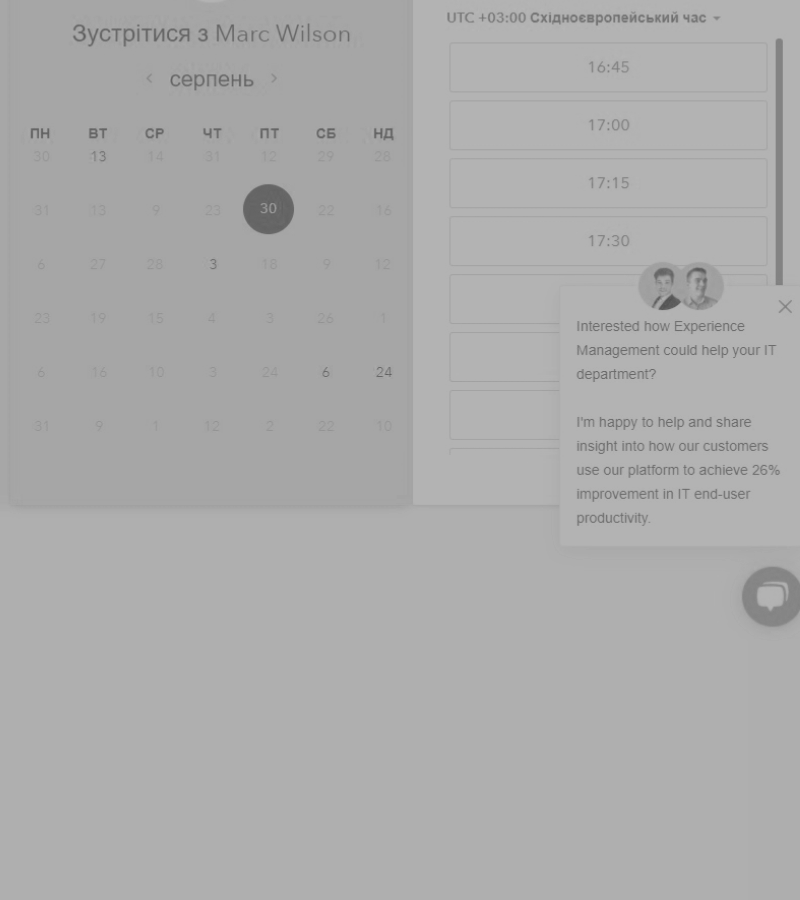 Зустрітися з Marc Wilson
серпень
ПН ВТ СР ЧТ ПТ СБ НД
30 13 14 31 12 29 28
31 13 9 23 30 22 16
6 27 28 3 18 9 12
23 19 15 4 3 26 1
6 16 10 3 24 6 24
31 9 1 12 2 22 10
UTC +03:00 Східноєвропейський час
16:45
17:00
17:15
17:30
Interested how Experience
Management could help your IT
department?
I'm happy to help and share
insight into how our customers
use our platform to achieve 26%
improvement in IT end-user
productivity.